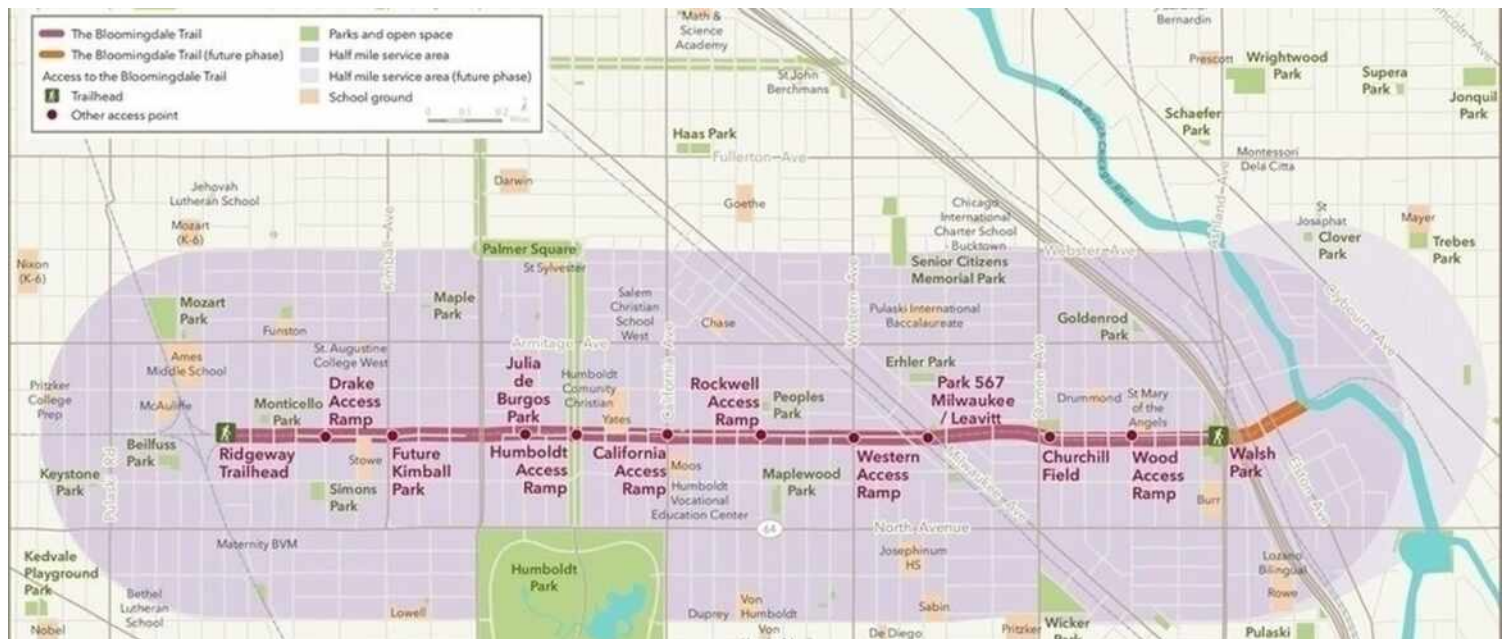 The Bloomingdale Trail
The Bloomingdale Trail (future phase)
Access to the Bloomingdale Trail
Trailhead
Other access point
Parks and open space
Half mile service area
Half mile service area (future phase)
School ground
Math &
Science
Academy
St. John
Berchmans
Bernardin
Prescott
Wrightwood
Park
Supera
Park
Jonquil
Park
Lincoln-Ave
Schaefer
Park
Montessori
Dela Citta
North Branch Chicago River
Haas Park
Fullerton-Ave
Jehovah
Lutheran School
Mozart
(K-6)
Darwin
Goethe
Chicago
International
Charter School
- Bucktown
Senior Citizens
Memorial Park
Webster-Ave
Ashland-Ave
St
Josaphat
Clover
Park
Mayer
Trebes
Park
Nixon
(K-6)
Kimball-Ave
Palmer Square
St Sylvester
Western-Ave
Mozart
Park
Funston
Maple
Park
Salem
Christian
School
West
Chase
Pulaski International
Baccalaureate
Goldenrod
Park
Clybourn-Ave
Ames
Middle School
St. Augustine
College West
Armitage Ave
California-Ave
Erhler Park
Pritzker
College
Prep
McAuliffe
Monticello
Park
Drake
Access
Ramp
Julia
de
Burgos
Park
Humboldt
Comunity
Christian
Yates
Rockwell
Access
Ramp
Peoples
Park
Park 567
Milwaukee
/ Leavitt
Drummond
St Mary
of the
Angels
Beilfuss
Park
Keystone
Park
Ridgeway
Trailhead
Stowe
Simons
Park
Future
Kimball
Park
Humboldt
Access
Ramp
California
Access
Ramp
Moos
Humboldt
Vocational
Education Center
Maplewood
Park
Western
Access
Ramp
Milwaukee-Ave
Churchill
Field
Wood
Access
Ramp
Walsh
Park
Burr
Elston-Ave
Pulaski Rd
64
North Avenue
Maternity BVM
Kedvale
Playground
Park
Nobel
Bethel
Lutheran
School
Lowell
Humboldt
Park
Duprey
Von
Humboldt
Von
Josephinum
HS
Sabin
De Diego
Pritzker
Wicker
Lozano
Bilingual
Rowe
Pulaski